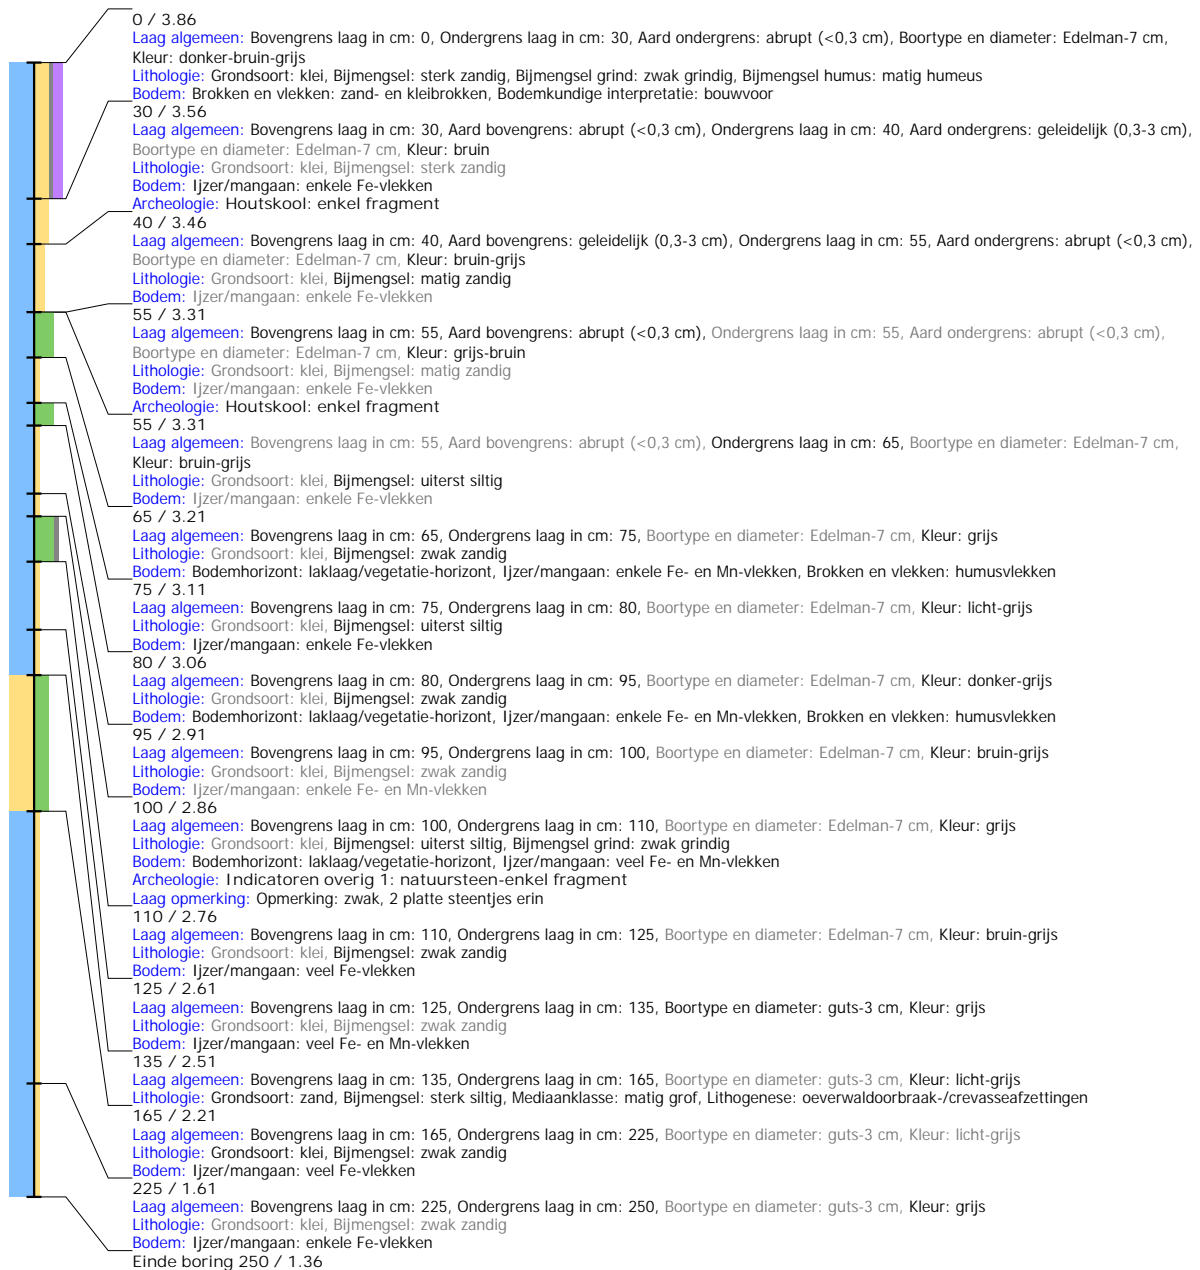 0 / 3.86
Laag algemeen: Bovengrens laag in cm: 0, Ondergrens laag in cm: 30, Aard ondergrens: abrupt (<0,3 cm), Boortype en diameter: Edelman-7 cm,
Kleur: donker-bruin-grijs
Lithologie: Grondsoort: klei, Bijmengsel: sterk zandig, Bijmengsel grind: zwak grindig, Bijmengsel humus: matig humeus
Bodem: Brokken en vlekken: zand- en kleibrokken, Bodemkundige interpretatie: bouwvoor
30 / 3.56
Laag algemeen: Bovengrens laag in cm: 30, Aard bovengrens: abrupt (<0,3 cm), Ondergrens laag in cm: 40, Aard ondergrens: geleidelijk (0,3-3 cm),
Boortype en diameter: Edelman-7 cm, Kleur: bruin
Lithologie: Grondsoort: klei, Bijmengsel: sterk zandig
Bodem: Ijzer/mangaan: enkele Fe-vlekken
Archeologie: Houtskool: enkel fragment
40 / 3.46
Laag algemeen: Bovengrens laag in cm: 40, Aard bovengrens: geleidelijk (0,3-3 cm), Ondergrens laag in cm: 55, Aard ondergrens: abrupt (<0,3 cm),
Boortype en diameter: Edelman-7 cm, Kleur: bruin-grijs
Lithologie: Grondsoort: klei, Bijmengsel: matig zandig
Bodem: Ijzer/mangaan: enkele Fe-vlekken
55 / 3.31
Laag algemeen: Bovengrens laag in cm: 55, Aard bovengrens: abrupt (<0,3 cm), Ondergrens laag in cm: 55, Aard ondergrens: abrupt (<0,3 cm),
Boortype en diameter: Edelman-7 cm, Kleur: grijs-bruin
Lithologie: Grondsoort: klei, Bijmengsel: matig zandig
Bodem: Ijzer/mangaan: enkele Fe-vlekken
Archeologie: Houtskool: enkel fragment
55 / 3.31
Laag algemeen: Bovengrens laag in cm: 55, Aard bovengrens: abrupt (<0,3 cm), Ondergrens laag in cm: 65, Boortype en diameter: Edelman-7 cm,
Kleur: bruin-grijs
Lithologie: Grondsoort: klei, Bijmengsel: uiterst siltig
Bodem: Ijzer/mangaan: enkele Fe-vlekken
65 / 3.21
Laag algemeen: Bovengrens laag in cm: 65, Ondergrens laag in cm: 75, Boortype en diameter: Edelman-7 cm, Kleur: grijs
Lithologie: Grondsoort: klei, Bijmengsel: zwak zandig
Bodem: Bodemhorizont: laklaag/vegetatie-horizont, Ijzer/mangaan: enkele Fe- en Mn-vlekken, Brokken en vlekken: humusvlekken
75 / 3.11
Laag algemeen: Bovengrens laag in cm: 75, Ondergrens laag in cm: 80, Boortype en diameter: Edelman-7 cm, Kleur: licht-grijs
Lithologie: Grondsoort: klei, Bijmengsel: uiterst siltig
Bodem: Ijzer/mangaan: enkele Fe-vlekken
80 / 3.06
Laag algemeen: Bovengrens laag in cm: 80, Ondergrens laag in cm: 95, Boortype en diameter: Edelman-7 cm, Kleur: donker-grijs
Lithologie: Grondsoort: klei, Bijmengsel: zwak zandig
Bodem: Bodemhorizont: laklaag/vegetatie-horizont, Ijzer/mangaan: enkele Fe- en Mn-vlekken, Brokken en vlekken: humusvlekken
95 / 2.91
Laag algemeen: Bovengrens laag in cm: 95, Ondergrens laag in cm: 100, Boortype en diameter: Edelman-7 cm, Kleur: bruin-grijs
Lithologie: Grondsoort: klei, Bijmengsel: zwak zandig
Bodem: Ijzer/mangaan: enkele Fe- en Mn-vlekken
100 / 2.86
Laag algemeen: Bovengrens laag in cm: 100, Ondergrens laag in cm: 110, Boortype en diameter: Edelman-7 cm, Kleur: grijs
Lithologie: Grondsoort: klei, Bijmengsel: uiterst siltig, Bijmengsel grind: zwak grindig
Bodem: Bodemhorizont: laklaag/vegetatie-horizont, Ijzer/mangaan: veel Fe- en Mn-vlekken
Archeologie: Indicatoren overig 1: natuursteen-enkel fragment
Laag opmerking: Opmerking: zwak, 2 platte steentjes erin
110 / 2.76
Laag algemeen: Bovengrens laag in cm: 110, Ondergrens laag in cm: 125, Boortype en diameter: Edelman-7 cm, Kleur: bruin-grijs
Lithologie: Grondsoort: klei, Bijmengsel: zwak zandig
Bodem: Ijzer/mangaan: veel Fe-vlekken
125 / 2.61
Laag algemeen: Bovengrens laag in cm: 125, Ondergrens laag in cm: 135, Boortype en diameter: guts-3 cm, Kleur: grijs
Lithologie: Grondsoort: klei, Bijmengsel: zwak zandig
Bodem: Ijzer/mangaan: veel Fe- en Mn-vlekken
135 / 2.51
Laag algemeen: Bovengrens laag in cm: 135, Ondergrens laag in cm: 165, Boortype en diameter: guts-3 cm, Kleur: licht-grijs
Lithologie: Grondsoort: zand, Bijmengsel: sterk siltig, Mediaanklasse: matig grof, Lithogenese: oeverwaldoorbraak-/crevasseafzettingen
165 / 2.21
Laag algemeen: Bovengrens laag in cm: 165, Ondergrens laag in cm: 225, Boortype en diameter: guts-3 cm, Kleur: licht-grijs
Lithologie: Grondsoort: klei, Bijmengsel: zwak zandig
Bodem: Ijzer/mangaan: veel Fe-vlekken
225 / 1.61
Laag algemeen: Bovengrens laag in cm: 225, Ondergrens laag in cm: 250, Boortype en diameter: guts-3 cm, Kleur: grijs
Lithologie: Grondsoort: klei, Bijmengsel: zwak zandig
Bodem: Ijzer/mangaan: enkele Fe-vlekken
Einde boring 250 / 1.36